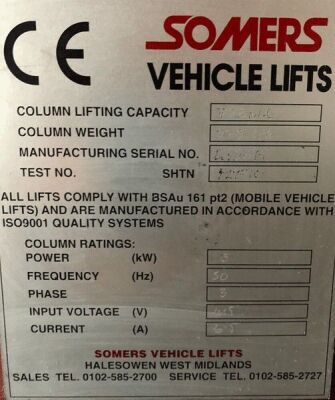 CE
SOMERS
VEHICLE LIFTS
COLUMN LIFTING CAPACITY
COLUMN WEIGHT
MANUFACTURING SERIAL NO.
TEST NO. SHTN
ALL LIFTS COMPLY WITH BSAu 161 pt2 (MOBILE VEHICLE
LIFTS) AND ARE MANUFACTURED IN ACCORDANCE WITH
ISO9001 QUALITY SYSTEMS
COLUMN RATINGS:
POWER (kW) 3
FREQUENCY (Hz) 50
PHASE 3
INPUT VOLTAGE (V) 415
CURRENT (A)
SOMERS VEHICLE LIFTS
HALESOWEN WEST MIDLANDS
SALES TEL. 0102-585-2700 SERVICE TEL. 0102-585-2727